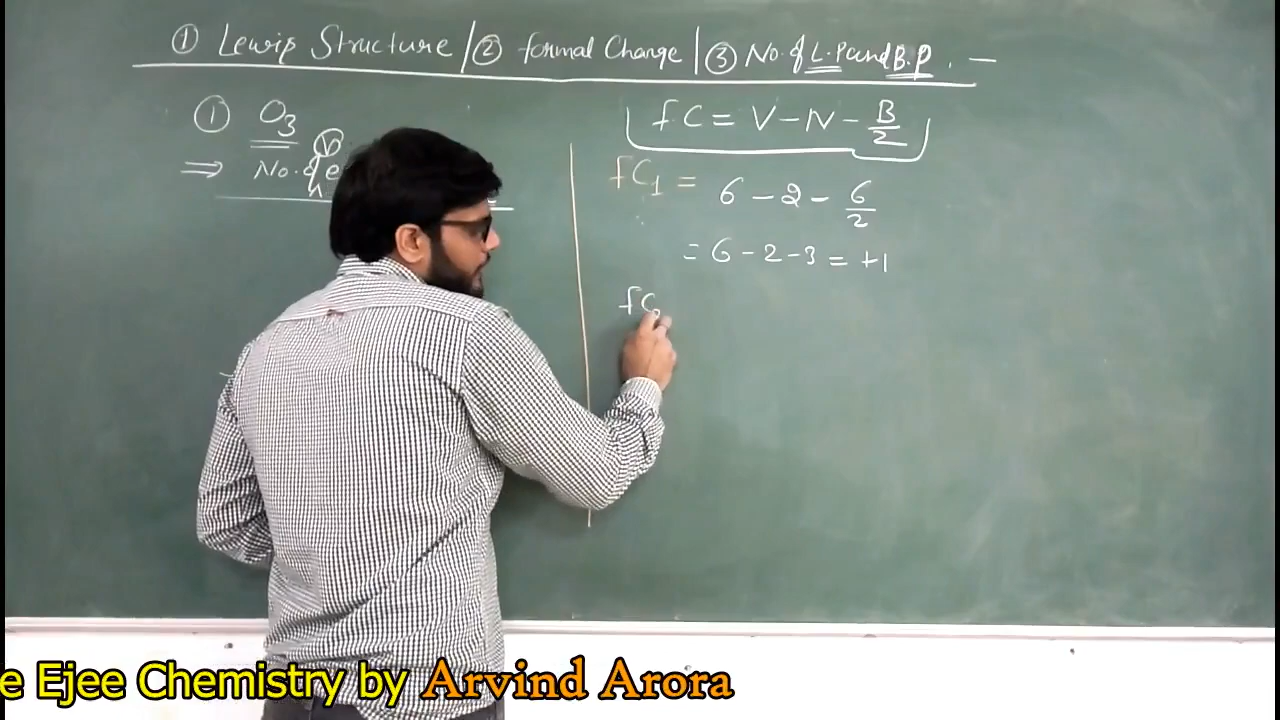 ① Lewis Structure / ② formal Charge / ③ No. of L.P and B.P. —
① O₃
⇒ No. of v e
FC = V - N - B/2
FC₁ = 6 - 2 - 6/2
= 6 - 2 - 3 = +1
FC
e Ejee Chemistry by Arvind Arora